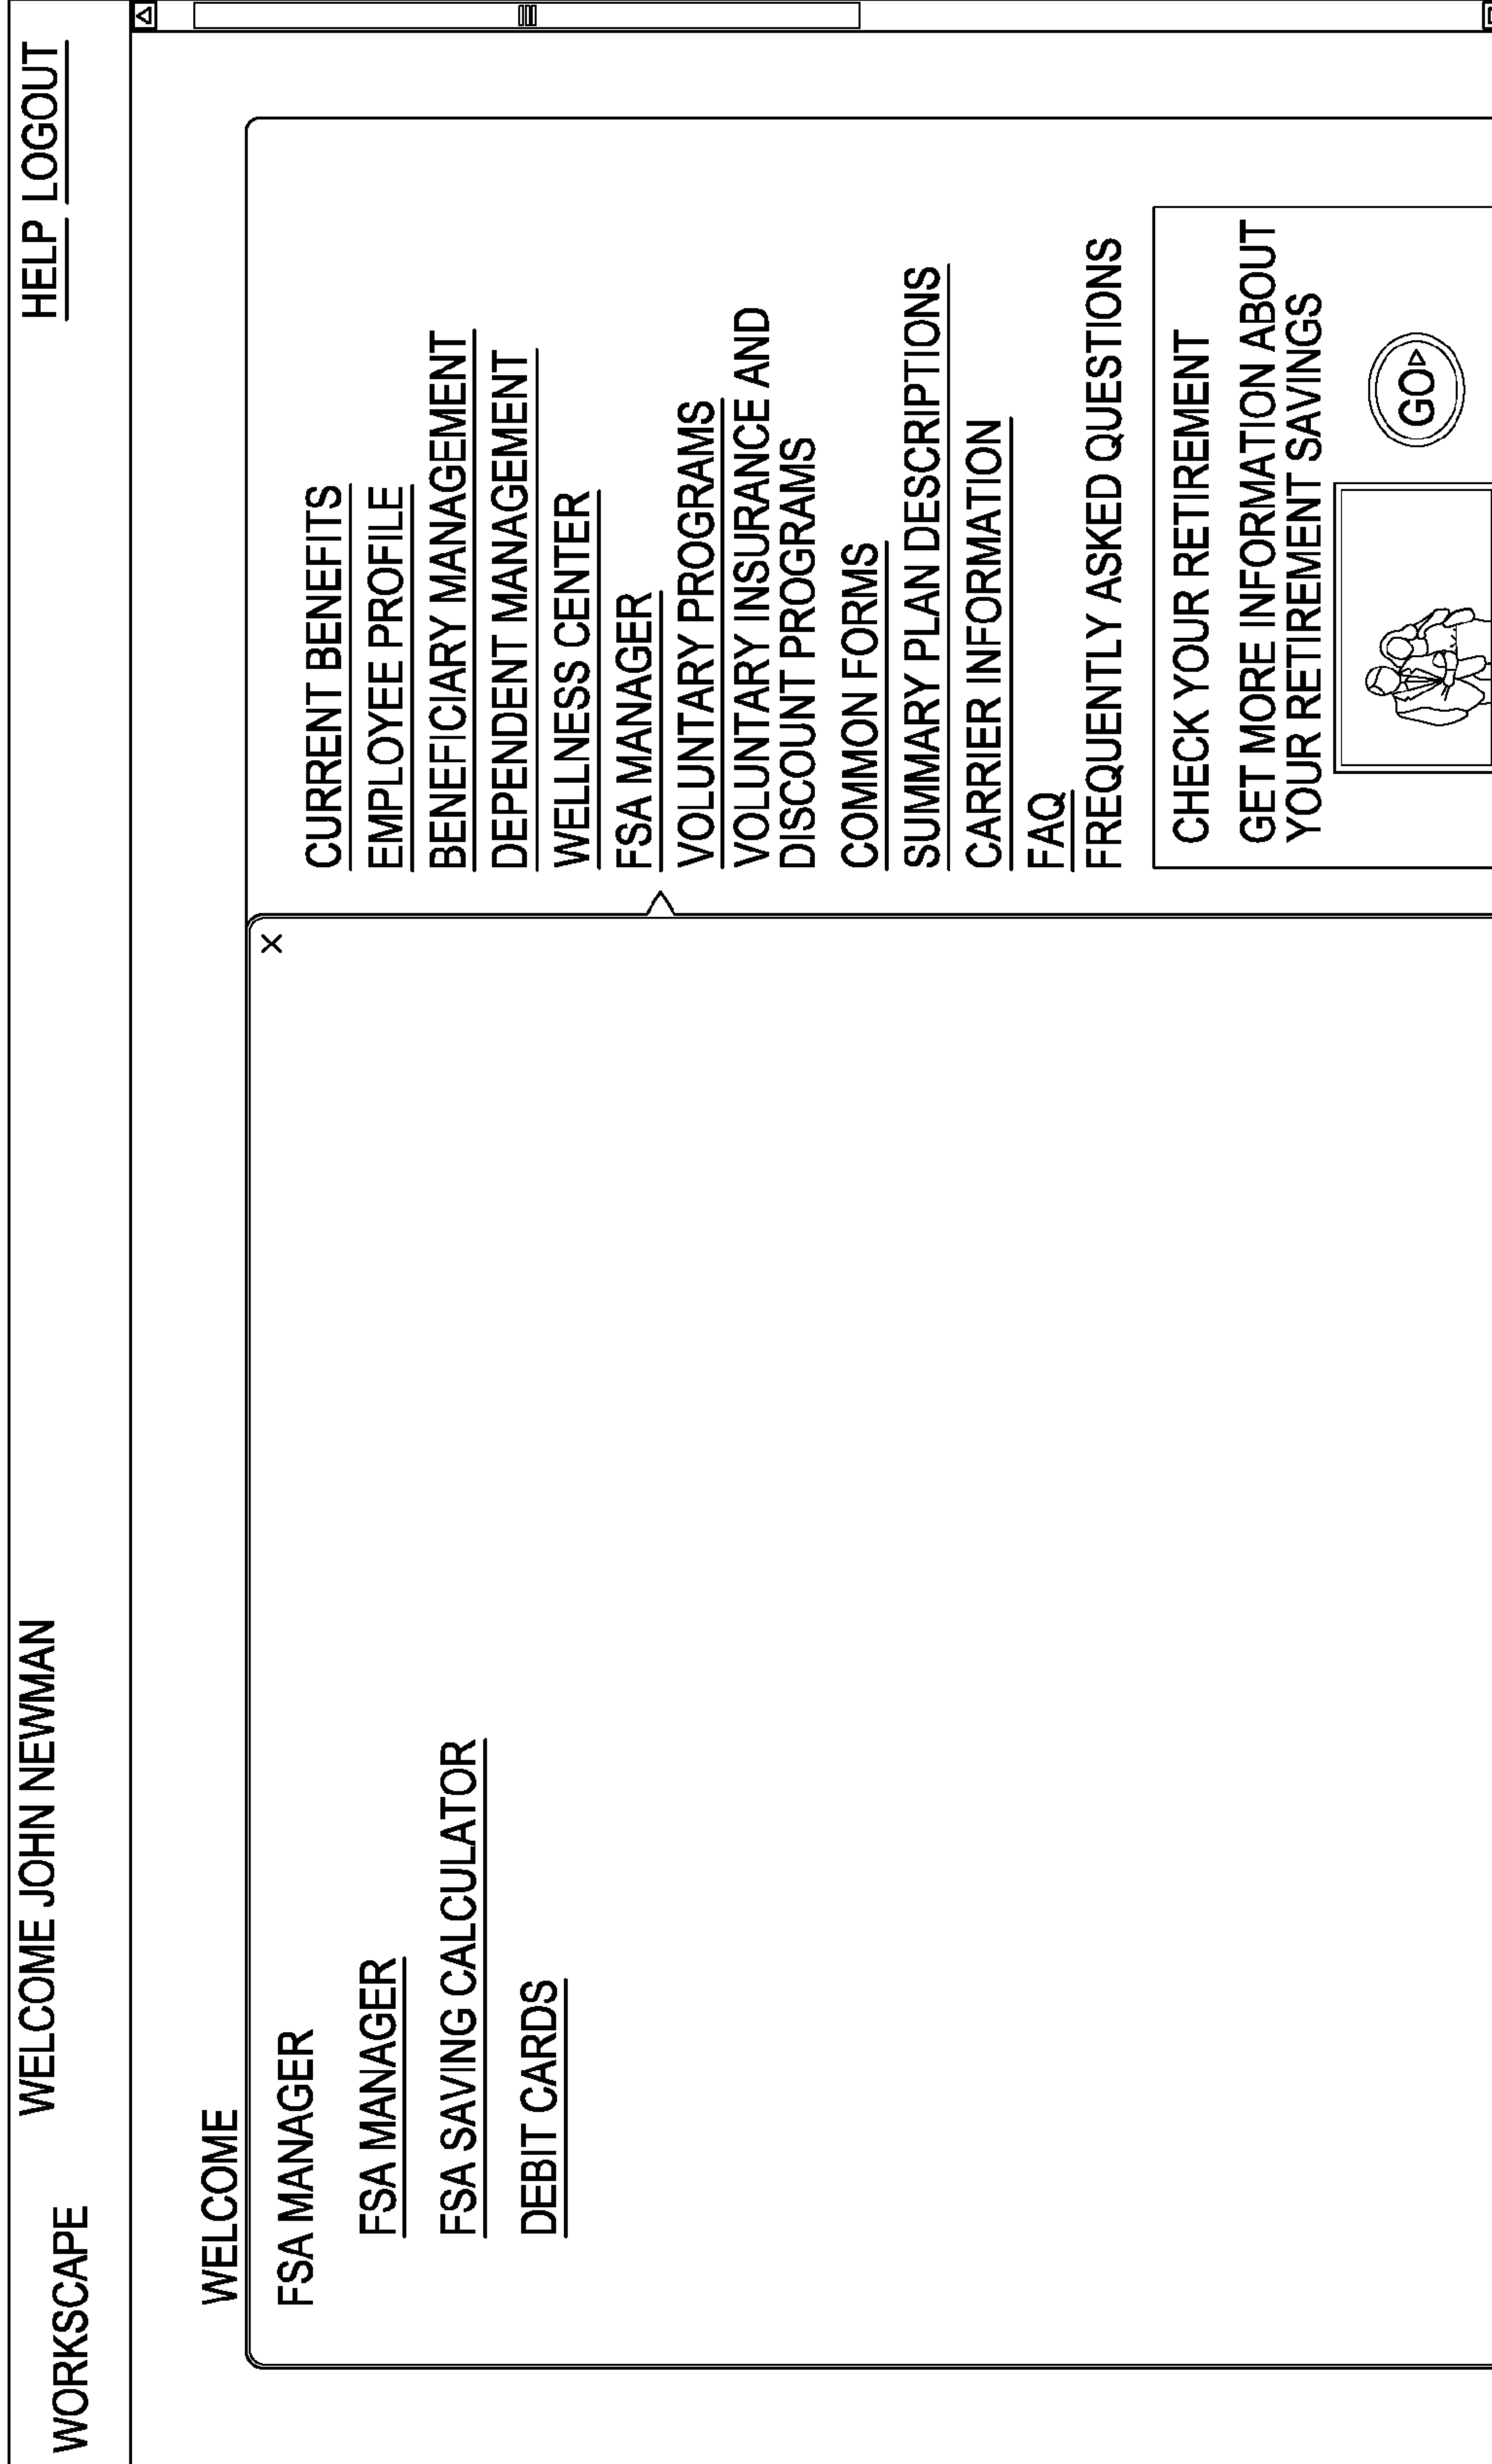 WORKSCAPE
WELCOME JOHN NEWMAN
HELP LOGOUT
WELCOME
FSA MANAGER
FSA MANAGER
FSA SAVING CALCULATOR
DEBIT CARDS
X
CURRENT BENEFITS
EMPLOYEE PROFILE
BENEFICIARY MANAGEMENT
DEPENDENT MANAGEMENT
WELLNESS CENTER
FSA MANAGER
VOLUNTARY PROGRAMS
VOLUNTARY INSURANCE AND
DISCOUNT PROGRAMS
COMMON FORMS
SUMMARY PLAN DESCRIPTIONS
CARRIER INFORMATION
FAQ
FREQUENTLY ASKED QUESTIONS
CHECK YOUR RETIREMENT
GET MORE INFORMATION ABOUT
YOUR RETIREMENT SAVINGS
GO